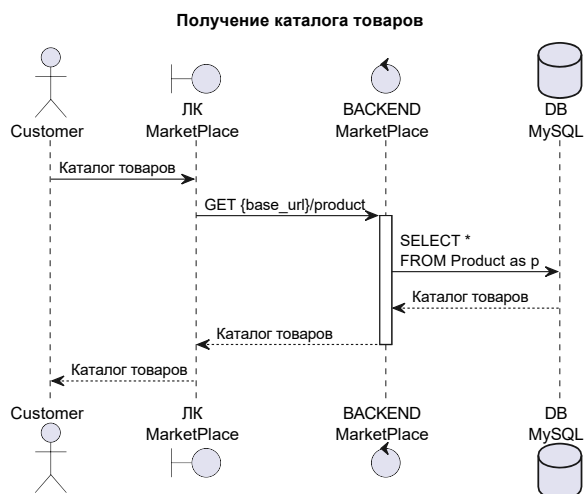 Получение каталога товаров
Customer
ЛК
MarketPlace
BACKEND
MarketPlace
DB
MySQL
Каталог товаров
GET {base_url}/product
SELECT *
FROM Product as p
Каталог товаров
Каталог товаров
Каталог товаров
Customer
ЛК
MarketPlace
BACKEND
MarketPlace
DB
MySQL